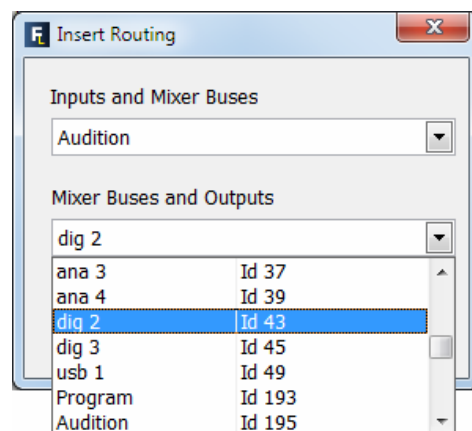 Insert Routing
Inputs and Mixer Buses
Audition
Mixer Buses and Outputs
dig 2
ana 3 Id 37
ana 4 Id 39
dig 2 Id 43
dig 3 Id 45
usb 1 Id 49
Program Id 193
Audition Id 195